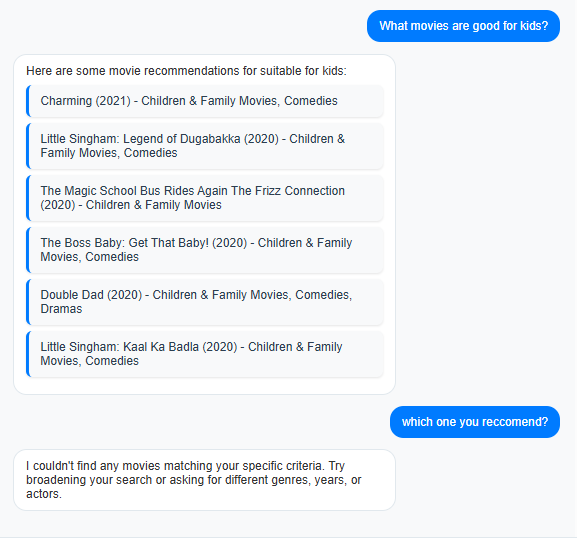 What movies are good for kids?
Here are some movie recommendations for suitable for kids:
Charming (2021) - Children & Family Movies, Comedies
Little Singham: Legend of Dugabakka (2020) - Children &
Family Movies, Comedies
The Magic School Bus Rides Again The Frizz Connection
(2020) - Children & Family Movies
The Boss Baby: Get That Baby! (2020) - Children & Family
Movies, Comedies
Double Dad (2020) - Children & Family Movies, Comedies,
Dramas
Little Singham: Kaal Ka Badla (2020) - Children & Family
Movies, Comedies
which one you reccomend?
I couldn't find any movies matching your specific criteria. Try
broadening your search or asking for different genres, years, or
actors.